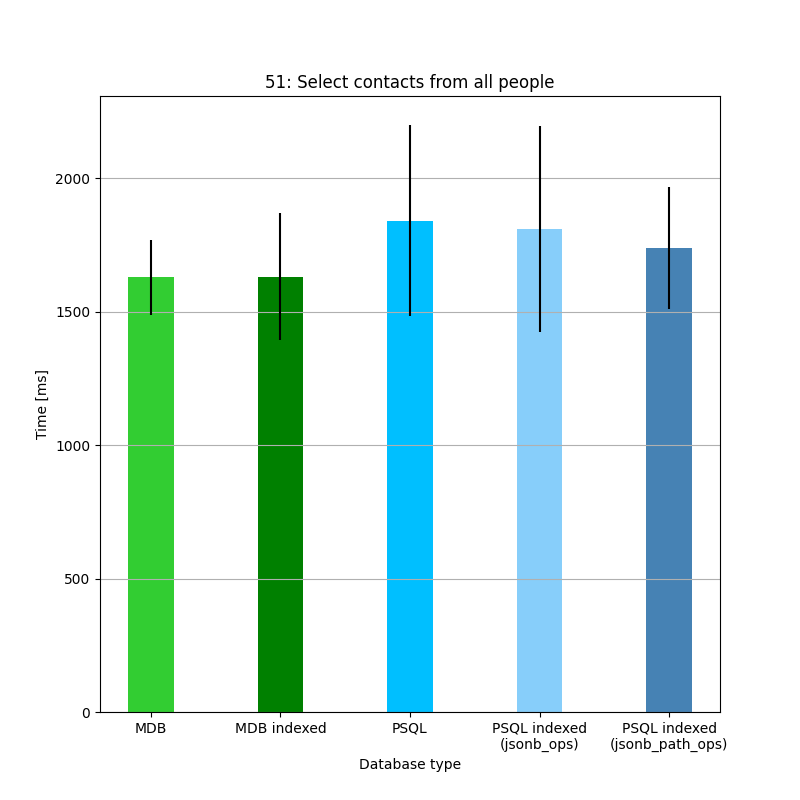 51: Select contacts from all people
2000
1500
1000
500
0
Time [ms]
MDB
MDB indexed
PSQL
PSQL indexed
(jsonb_ops)
PSQL indexed
(jsonb_path_ops)
Database type